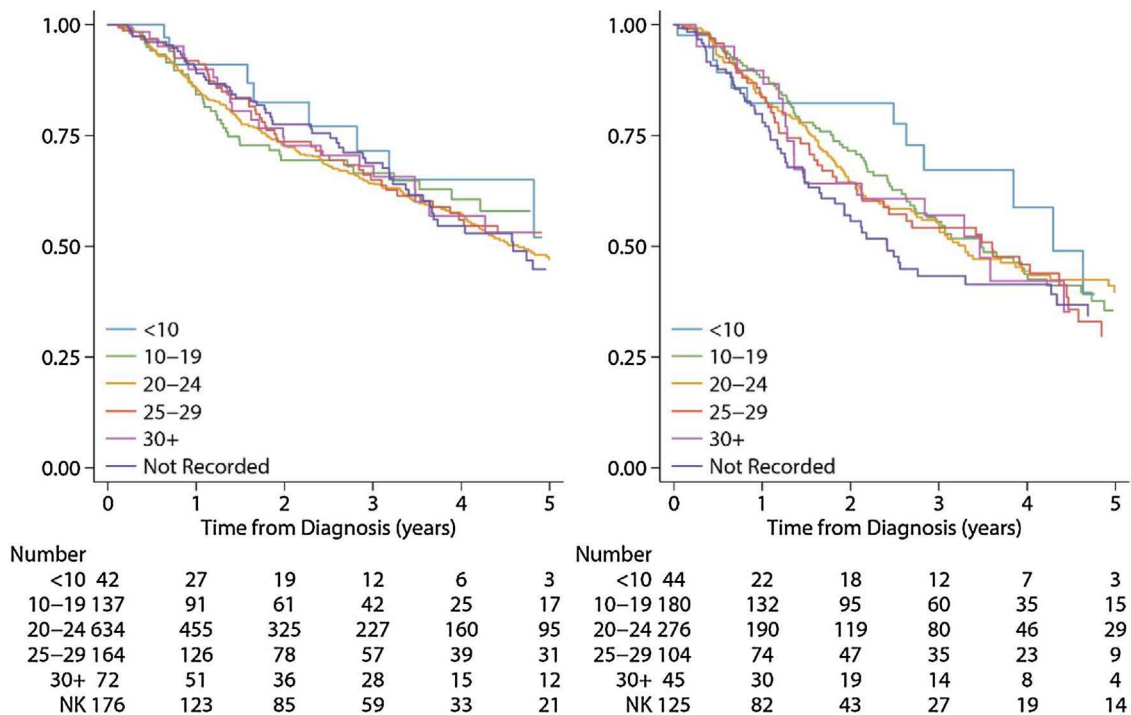 1.00
0.75
0.50
0.25
0.00
<10
10–19
20–24
25–29
30+
Not Recorded
0 1 2 3 4 5
Time from Diagnosis (years)
Number
<10 42 27 19 12 6 3
10–19 137 91 61 42 25 17
20–24 634 455 325 227 160 95
25–29 164 126 78 57 39 31
30+ 72 51 36 28 15 12
NK 176 123 85 59 33 21
1.00
0.75
0.50
0.25
0.00
<10
10–19
20–24
25–29
30+
Not Recorded
0 1 2 3 4 5
Time from Diagnosis (years)
Number
<10 44 22 18 12 7 3
10–19 180 132 95 60 35 15
20–24 276 190 119 80 46 29
25–29 104 74 47 35 23 9
30+ 45 30 19 14 8 4
NK 125 82 43 27 19 14